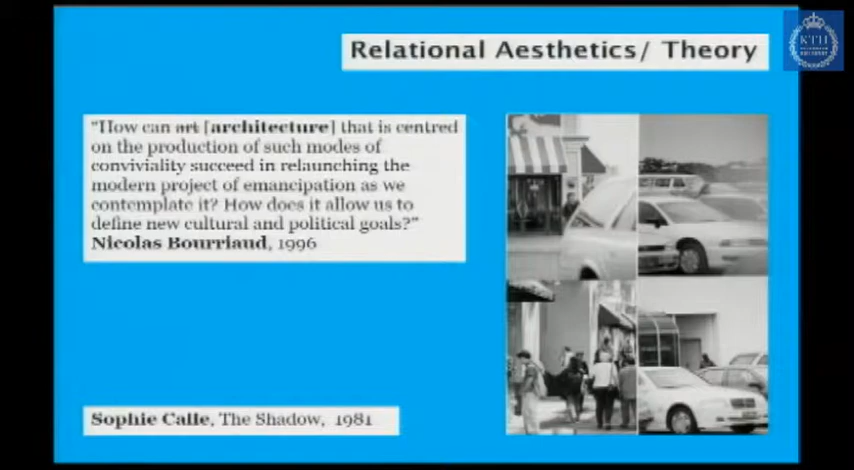 Relational Aesthetics/ Theory
KTH
"How can art [architecture] that is centred
on the production of such modes of
conviviality succeed in relaunching the
modern project of emancipation as we
contemplate it? How does it allow us to
define new cultural and political goals?"
Nicolas Bourriaud, 1996
Sophie Calle, The Shadow, 1981